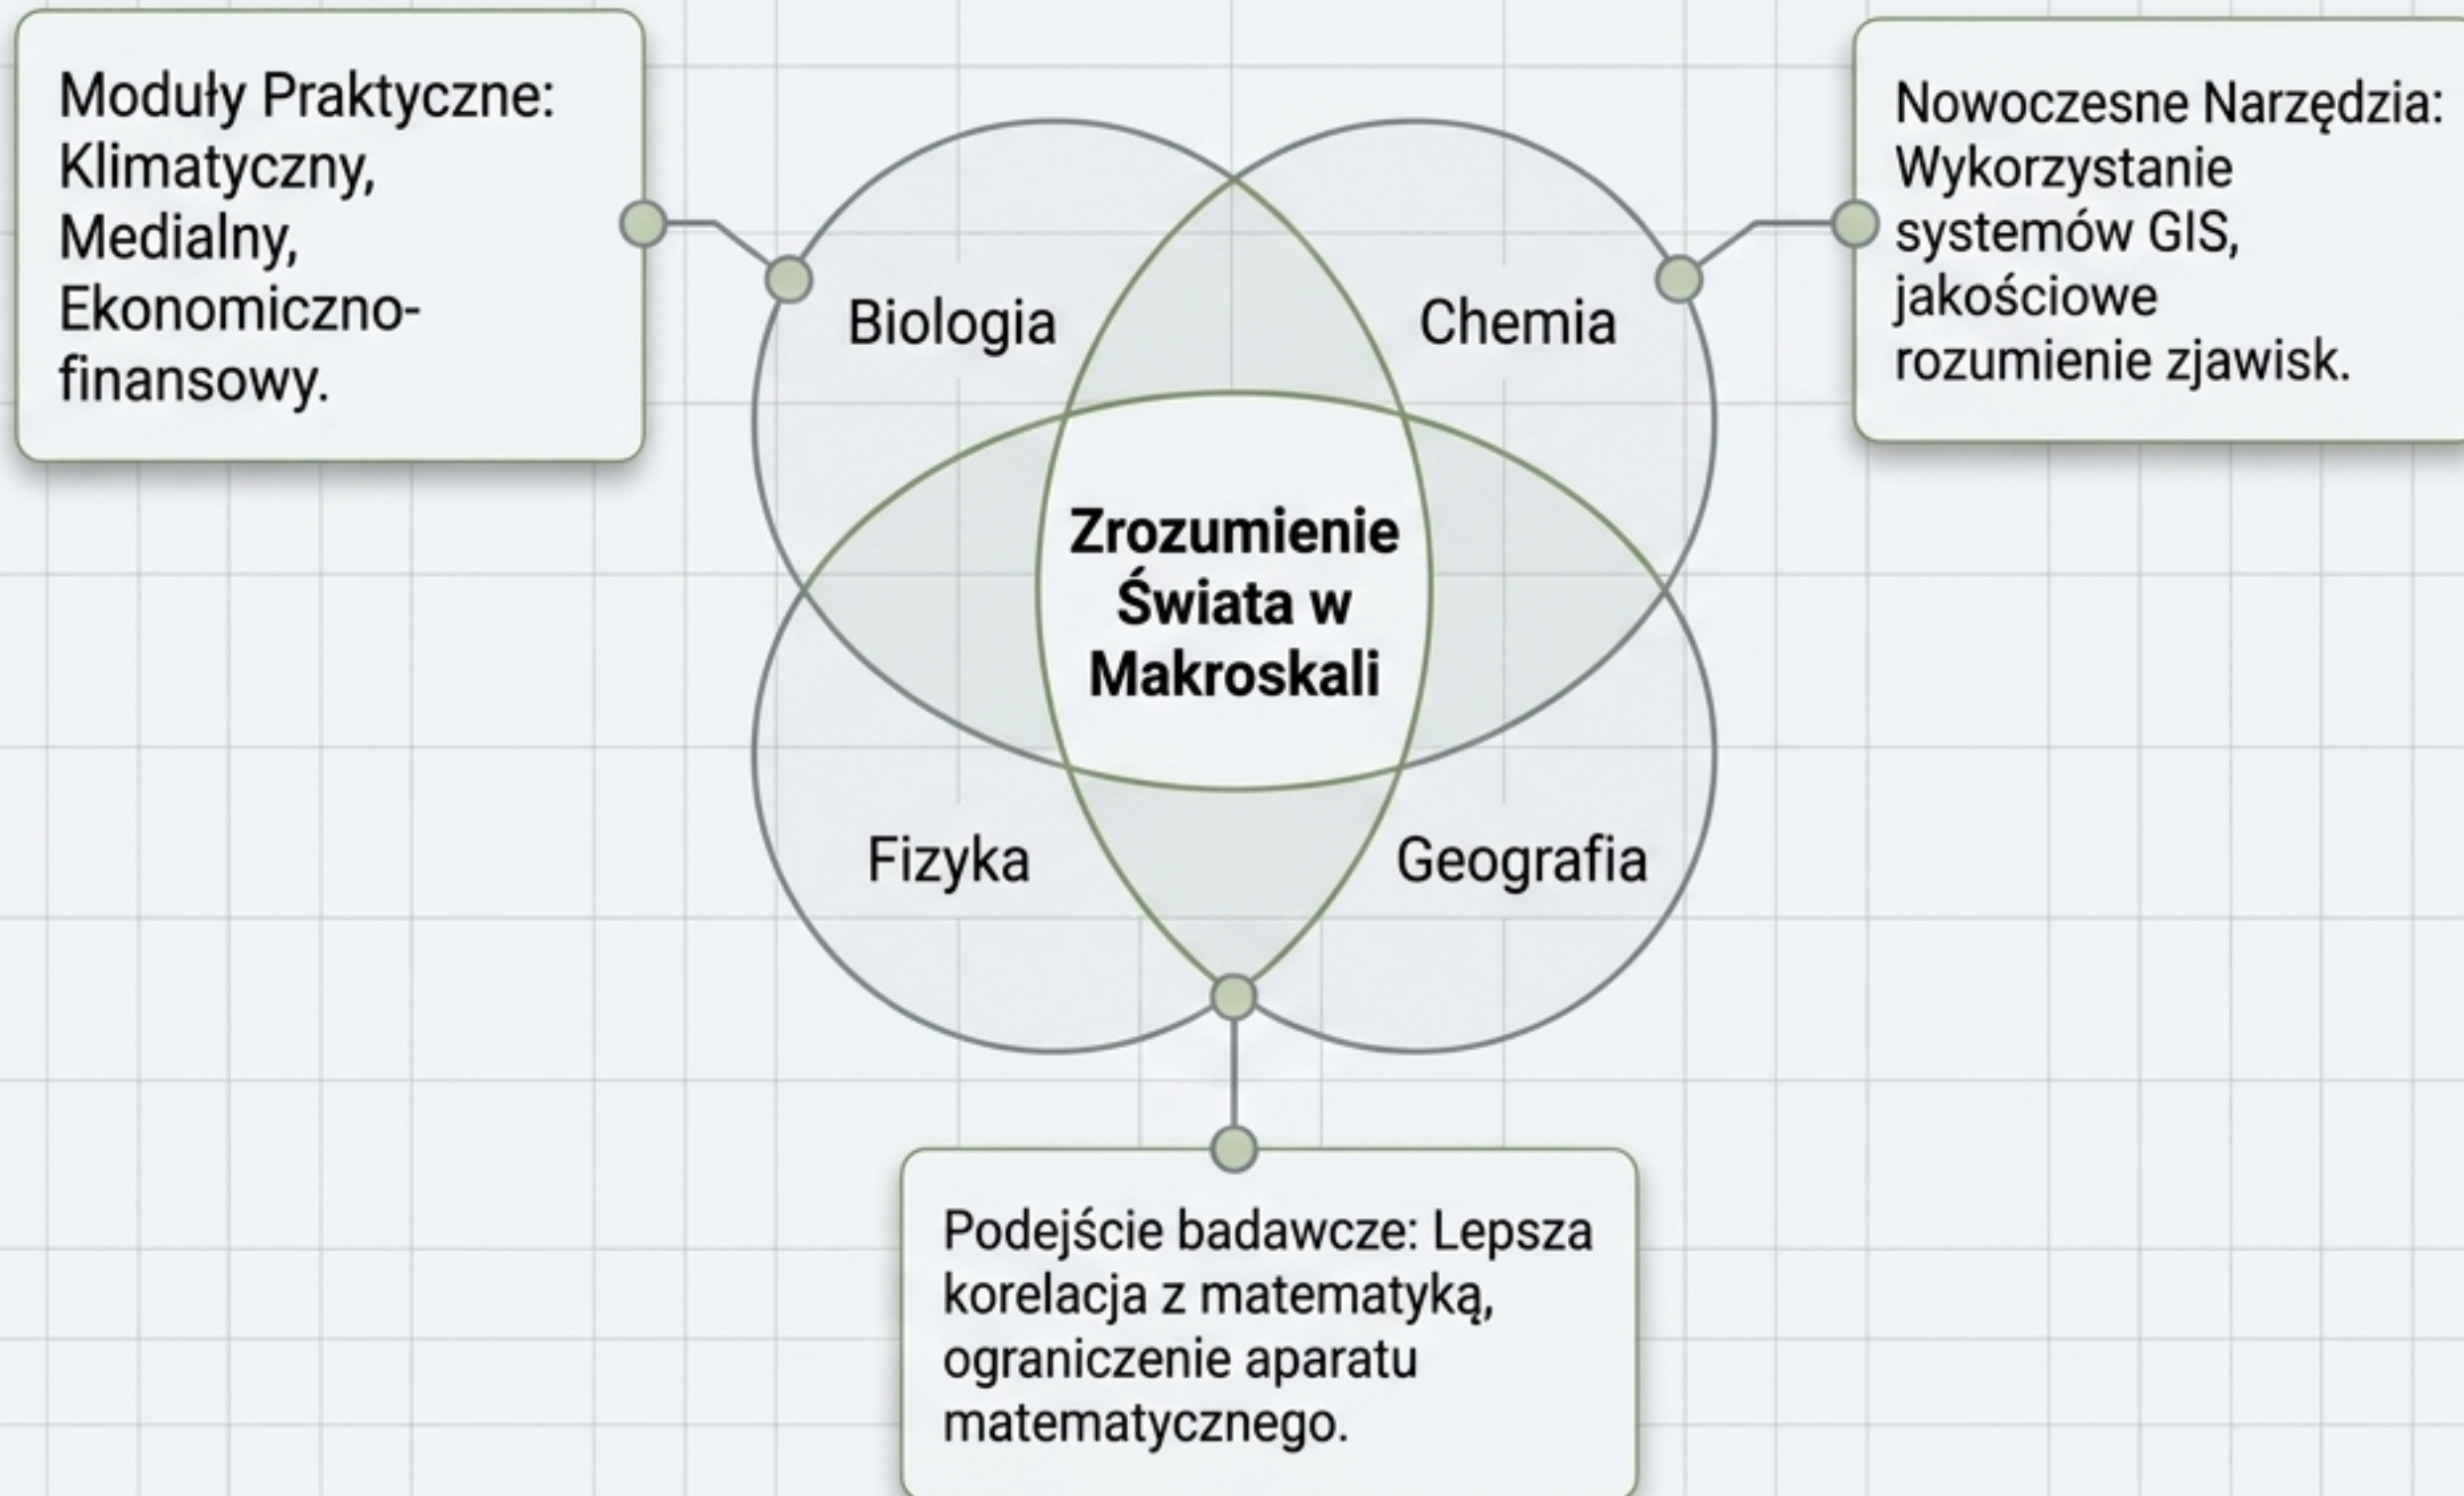 Moduły Praktyczne:
Klimatyczny,
Medialny,
Ekonomiczno-
finansowy.
Nowoczesne Narzędzia:
Wykorzystanie
systemów GIS,
jakościowe
rozumienie zjawisk.
Biologia
Chemia
Zrozumienie
Świata w
Makroskali
Fizyka
Geografia
Podejście badawcze: Lepsza
korelacja z matematyką,
ograniczenie aparatu
matematycznego.